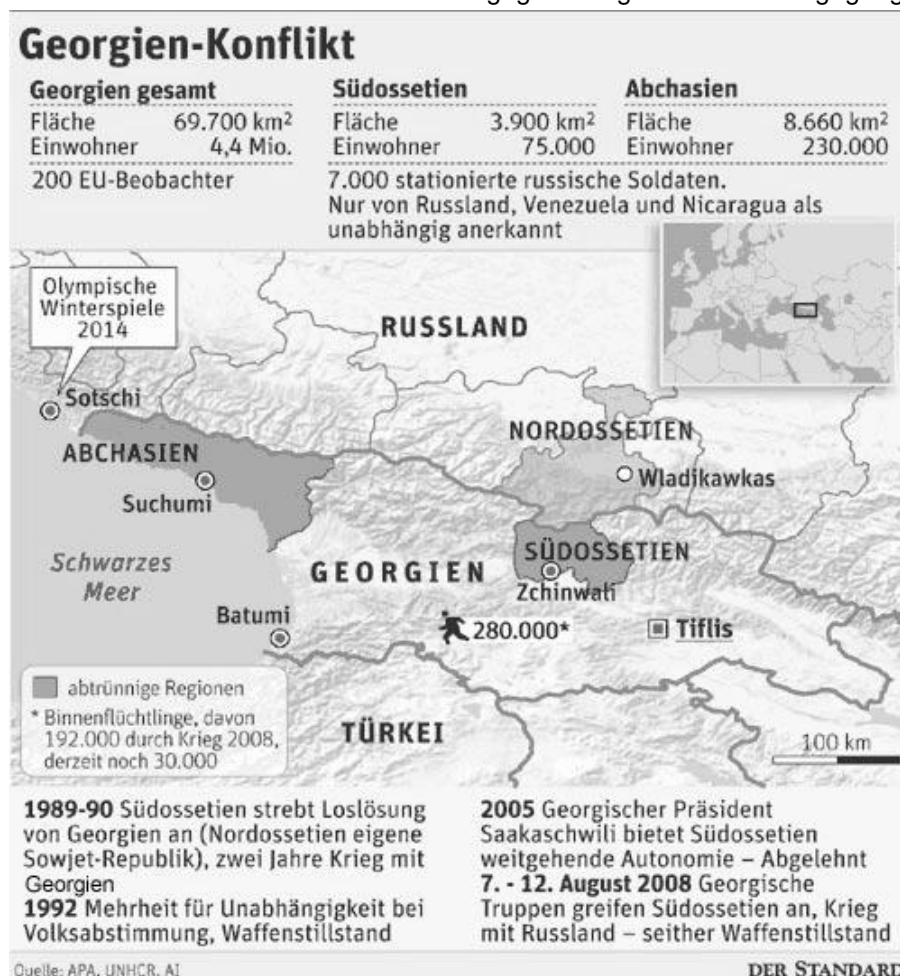 Georgien-Konflikt
Georgien gesamt
Fläche 69.700 km²
Einwohner 4,4 Mio.
200 EU-Beobachter
Südossetien
Fläche 3.900 km²
Einwohner 75.000
Abchasien
Fläche 8.660 km²
Einwohner 230.000
7.000 stationierte russische Soldaten.
Nur von Russland, Venezuela und Nicaragua als
unabhängig anerkannt
Olympische
Winterspiele
2014
RUSSLAND
Sotschi
ABCHASIEN
Suchumi
NORDOSSETIEN
Wladikawkas
Schwarzes
Meer
GEORGIEN
SÜDOSSETIEN
Zchinwali
Batumi
280.000*
Tiflis
abtrünnige Regionen
* Binnenflüchtlinge, davon
192.000 durch Krieg 2008,
derzeit noch 30.000
TÜRKEI
100 km
1989-90 Südossetien strebt Loslösung
von Georgien an (Nordossetien eigene
Sowjet-Republik), zwei Jahre Krieg mit
Georgien
1992 Mehrheit für Unabhängigkeit bei
Volksabstimmung, Waffenstillstand
2005 Georgischer Präsident
Saakaschwili bietet Südossetien
weitgehende Autonomie – Abgelehnt
7. - 12. August 2008 Georgische
Truppen greifen Südossetien an, Krieg
mit Russland – seither Waffenstillstand
Quelle: APA, UNHCR, AI
DER STANDARD